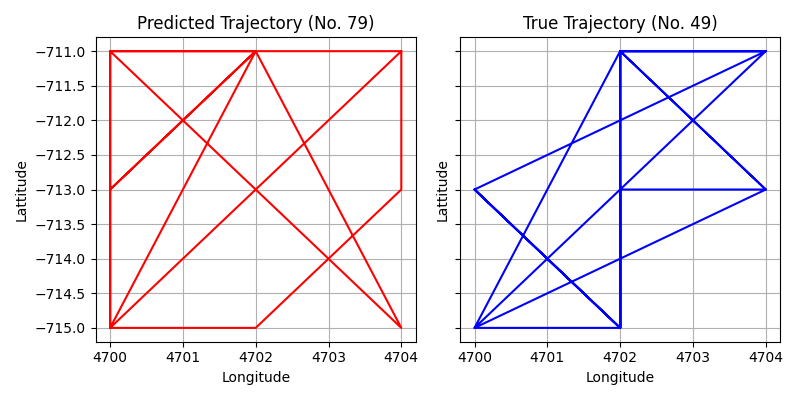 Predicted Trajectory (No. 79)
Lattitude
−711.0
−711.5
−712.0
−712.5
−713.0
−713.5
−714.0
−714.5
−715.0
4700 4701 4702 4703 4704
Longitude
True Trajectory (No. 49)
Lattitude
4700 4701 4702 4703 4704
Longitude